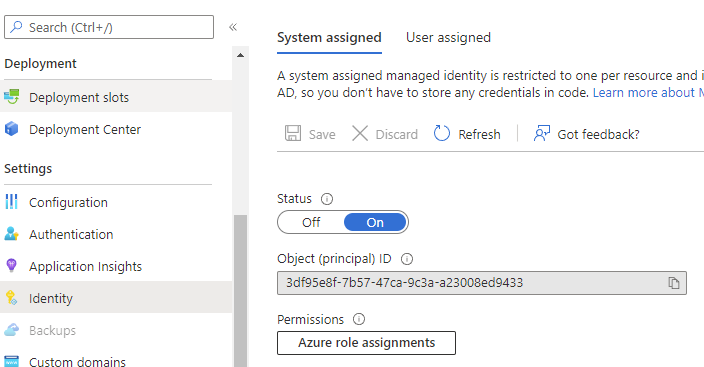 Search (Ctrl+/)
«
Deployment
Deployment slots
Deployment Center
Settings
Configuration
Authentication
Application Insights
Identity
Backups
Custom domains
System assigned User assigned
A system assigned managed identity is restricted to one per resource and i
AD, so you don't have to store any credentials in code. Learn more about M
Save Discard Refresh Got feedback?
Status
Off On
Object (principal) ID
3df95e8f-7b57-47ca-9c3a-a23008ed9433
Permissions
Azure role assignments